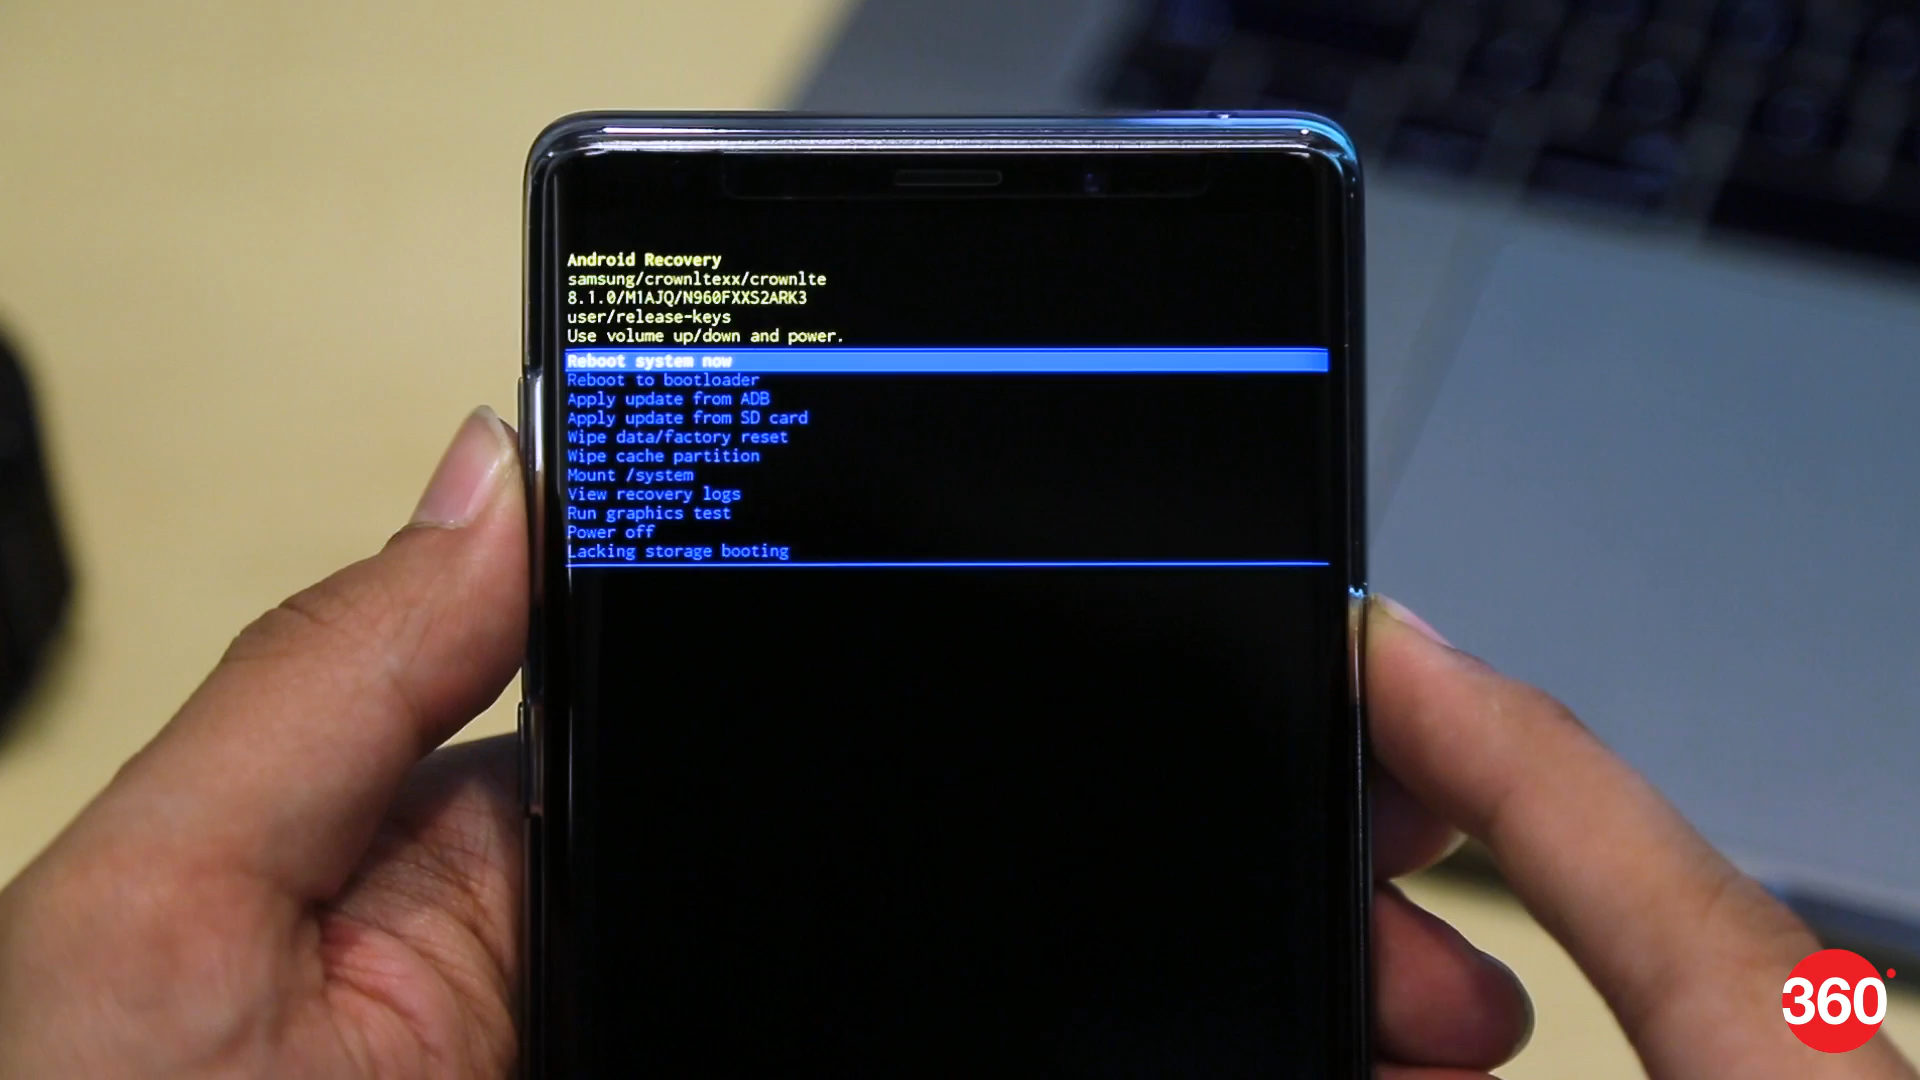 Android Recovery
samsung/crownltexx/crownlte
8.1.0/M1AJQ/N960FXXS2ARK3
user/release-keys
Use volume up/down and power.
Reboot system now
Reboot to bootloader
Apply update from ADB
Apply update from SD card
Wipe data/factory reset
Wipe cache partition
Mount /system
View recovery logs
Run graphics test
Power off
Lacking storage booting
360